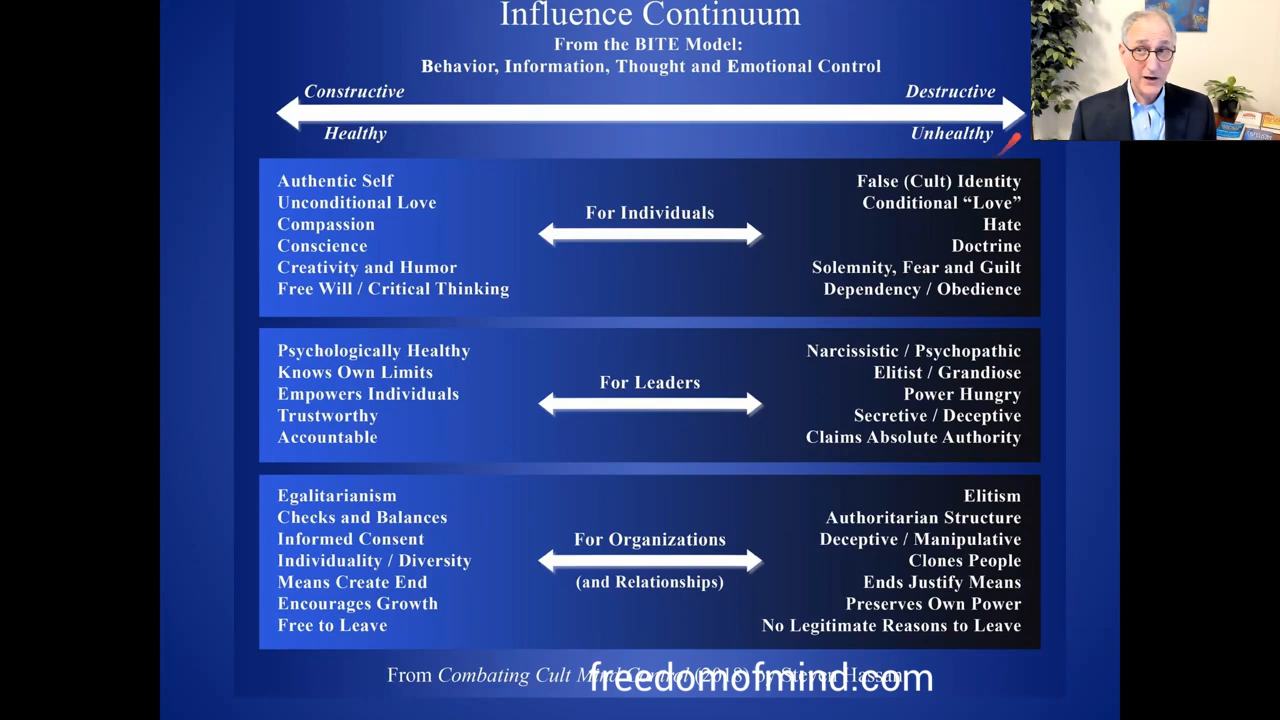 Influence Continuum
From the BITE Model:
Behavior, Information, Thought and Emotional Control
Constructive
Destructive
Healthy
Unhealthy
Authentic Self
Unconditional Love
Compassion
Conscience
Creativity and Humor
Free Will / Critical Thinking
For Individuals
False (Cult) Identity
Conditional “Love”
Hate
Doctrine
Solemnity, Fear and Guilt
Dependency / Obedience
Psychologically Healthy
Knows Own Limits
Empowers Individuals
Trustworthy
Accountable
For Leaders
Narcissistic / Psychopathic
Elitist / Grandiose
Power Hungry
Secretive / Deceptive
Claims Absolute Authority
Egalitarianism
Checks and Balances
Informed Consent
Individuality / Diversity
Means Create End
Encourages Growth
Free to Leave
For Organizations
(and Relationships)
Elitism
Authoritarian Structure
Deceptive / Manipulative
Clones People
Ends Justify Means
Preserves Own Power
No Legitimate Reasons to Leave
From Combating Cult
freedomofmind.com